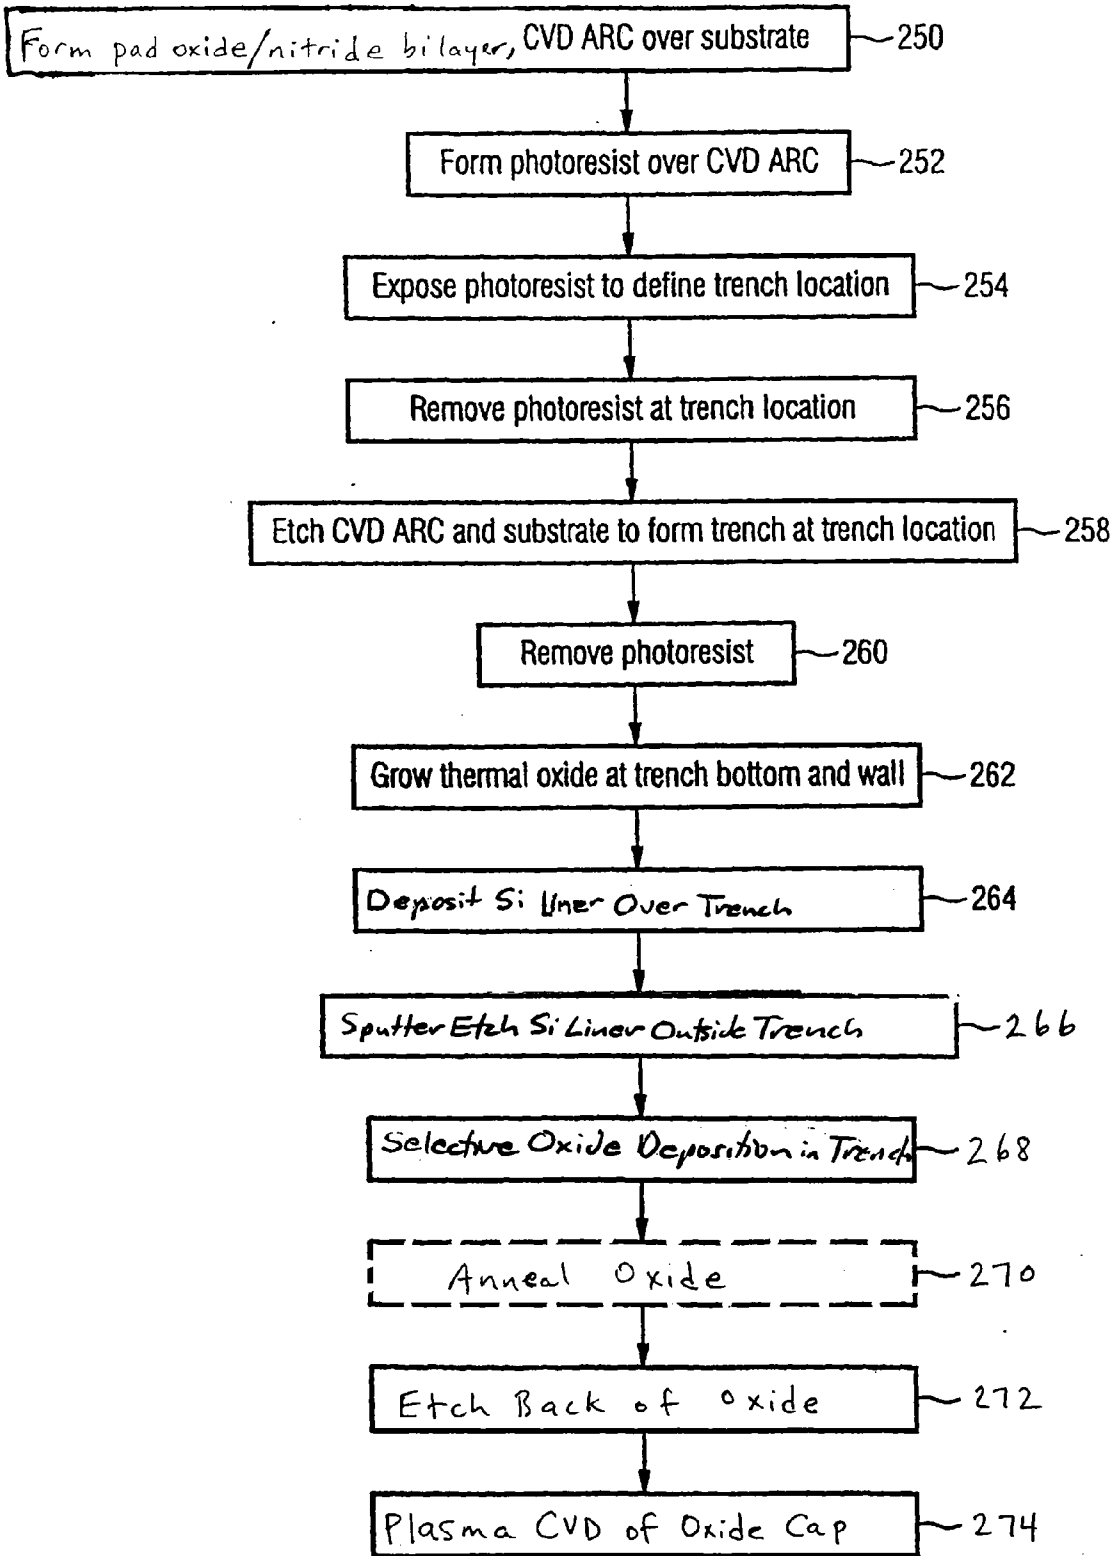 Form pad oxide/nitride bilayer, CVD ARC over substrate 250
Form photoresist over CVD ARC 252
Expose photoresist to define trench location 254
Remove photoresist at trench location 256
Etch CVD ARC and substrate to form trench at trench location 258
Remove photoresist 260
Grow thermal oxide at trench bottom and wall 262
Deposit Si Liner Over Trench 264
Sputter Etch Si Liner Outside Trench 266
Selective Oxide Deposition in Trench 268
Anneal Oxide 270
Etch Back of Oxide 272
Plasma CVD of Oxide Cap 274